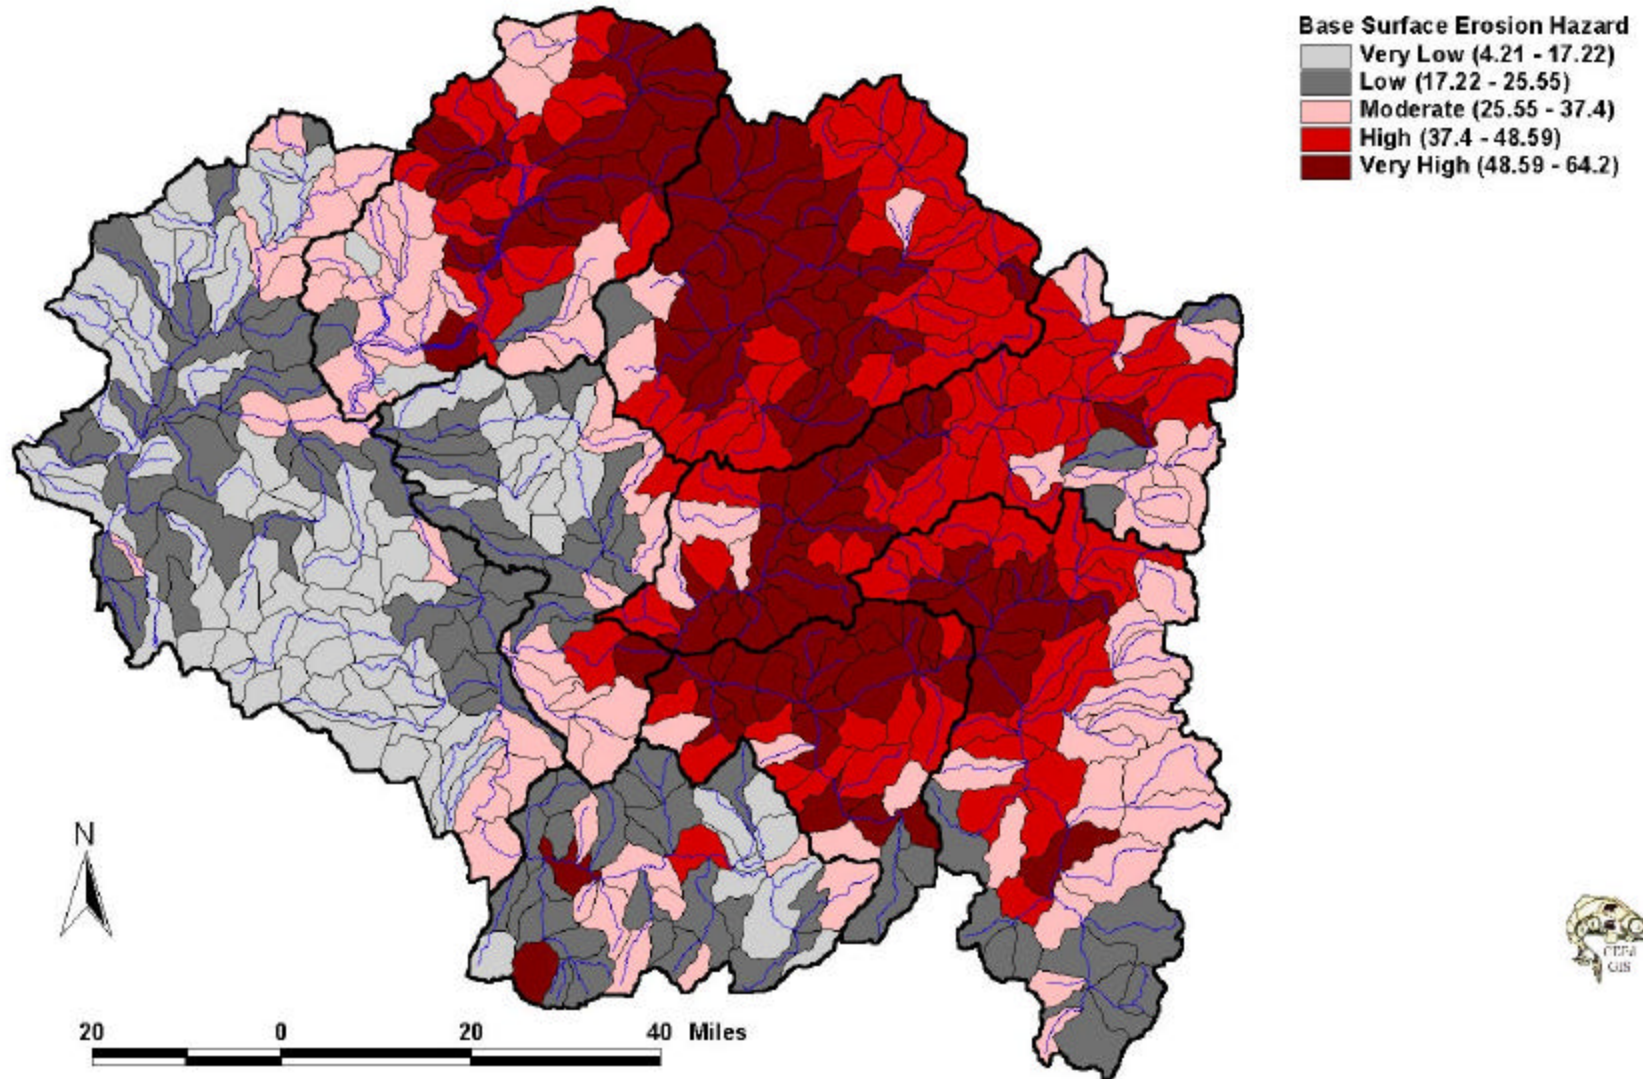 Base Surface Erosion Hazard
Very Low (4.21 - 17.22)
Low (17.22 - 25.55)
Moderate (25.55 - 37.4)
High (37.4 - 48.59)
Very High (48.59 - 64.2)
N
20 0 20 40 Miles
GIS